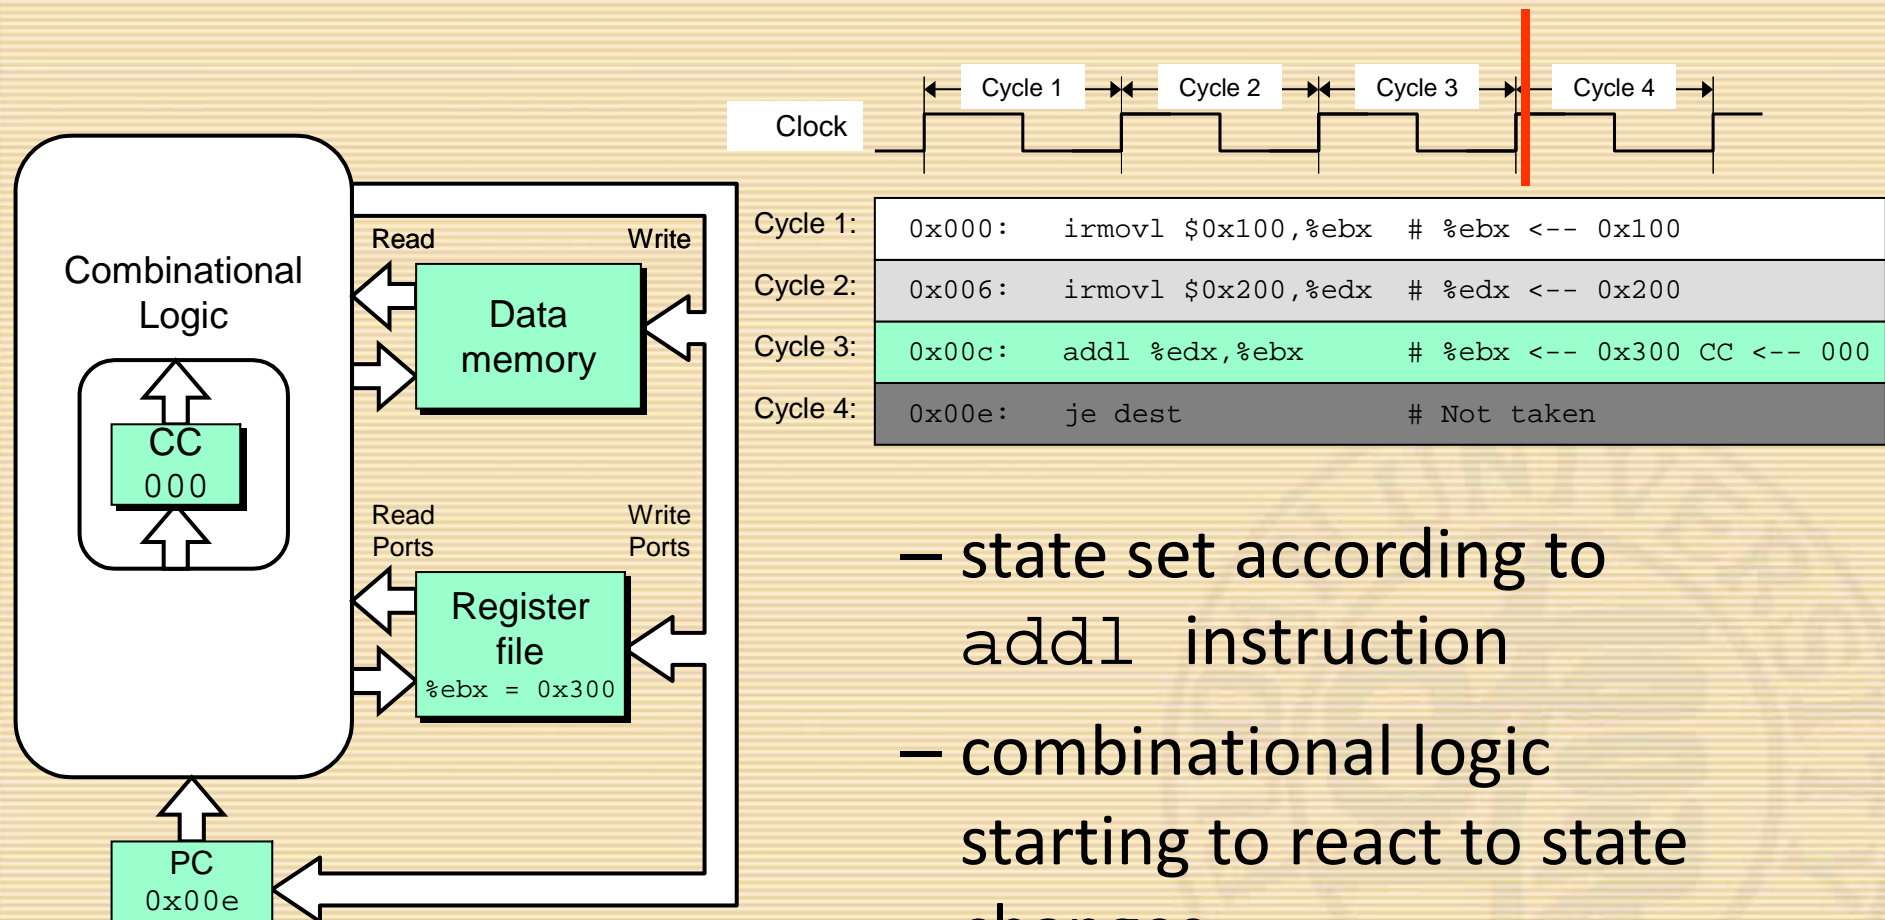 Cycle 1 Cycle 2 Cycle 3 Cycle 4
Clock
Cycle 1: 0x000: irmovl $0x100,%ebx # %ebx <-- 0x100
Cycle 2: 0x006: irmovl $0x200,%edx # %edx <-- 0x200
Cycle 3: 0x00c: addl %edx,%ebx # %ebx <-- 0x300 CC <-- 000
Cycle 4: 0x00e: je dest # Not taken
Combinational
Logic
CC
000
Read
Write
Data
memory
Read
Ports
Write
Ports
Register
file
%ebx = 0x300
PC
0x00e
– state set according to
addl instruction
– combinational logic
starting to react to state
changes